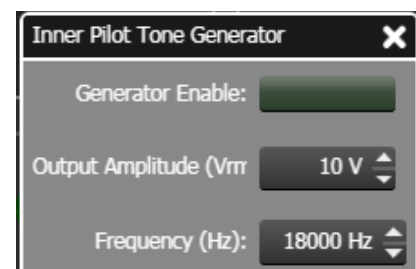 Inner Pilot Tone Generator
Generator Enable:
Output Amplitude (Vrm 10 V
Frequency (Hz): 18000 Hz